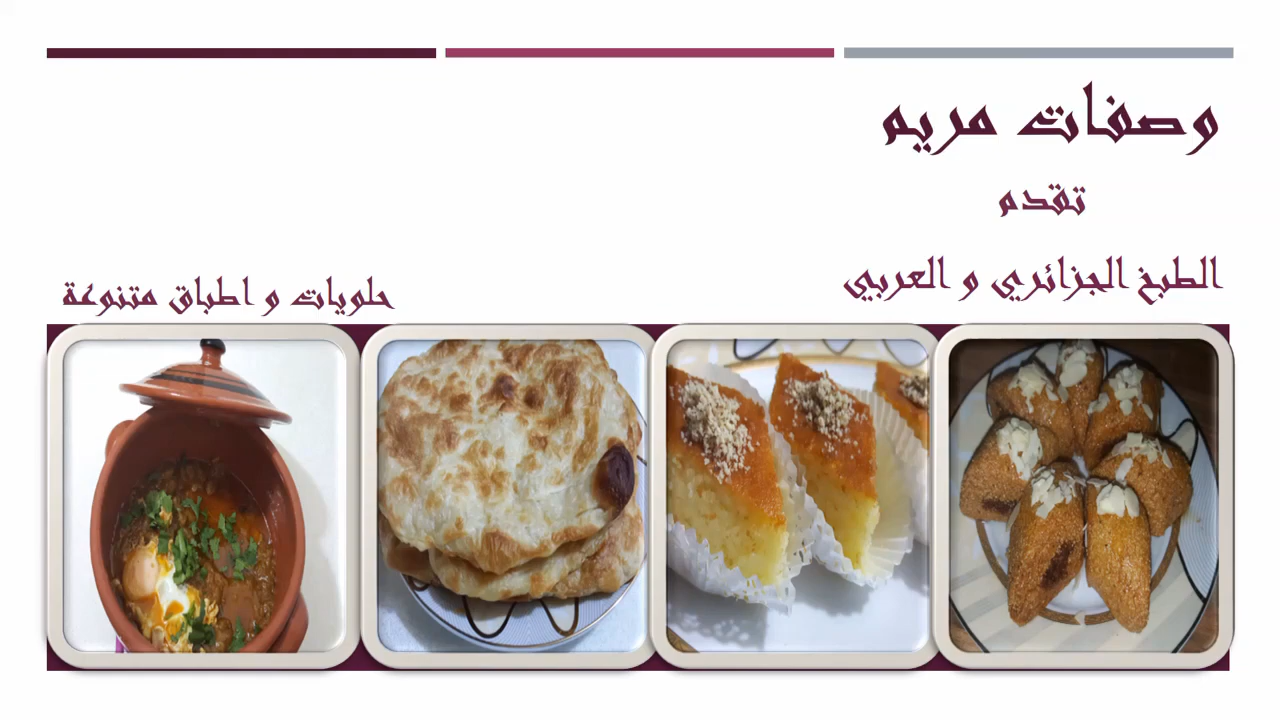 وصفات مريم
تقدم
الطبخ الجزائري و العربي
حلويات و اطباق متنوعة